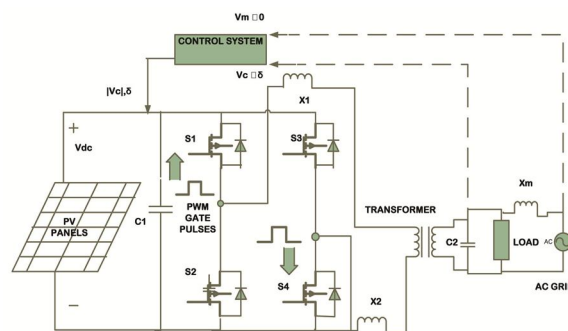 Vm 0
CONTROL SYSTEM
Vc δ
|Vc|,δ
X1
+
S1
S3
Vdc
Xm
PWM
GATE
PULSES
TRANSFORMER
PV
PANELS
C1
C2
LOAD
AC
S2
S4
X2
AC GRI